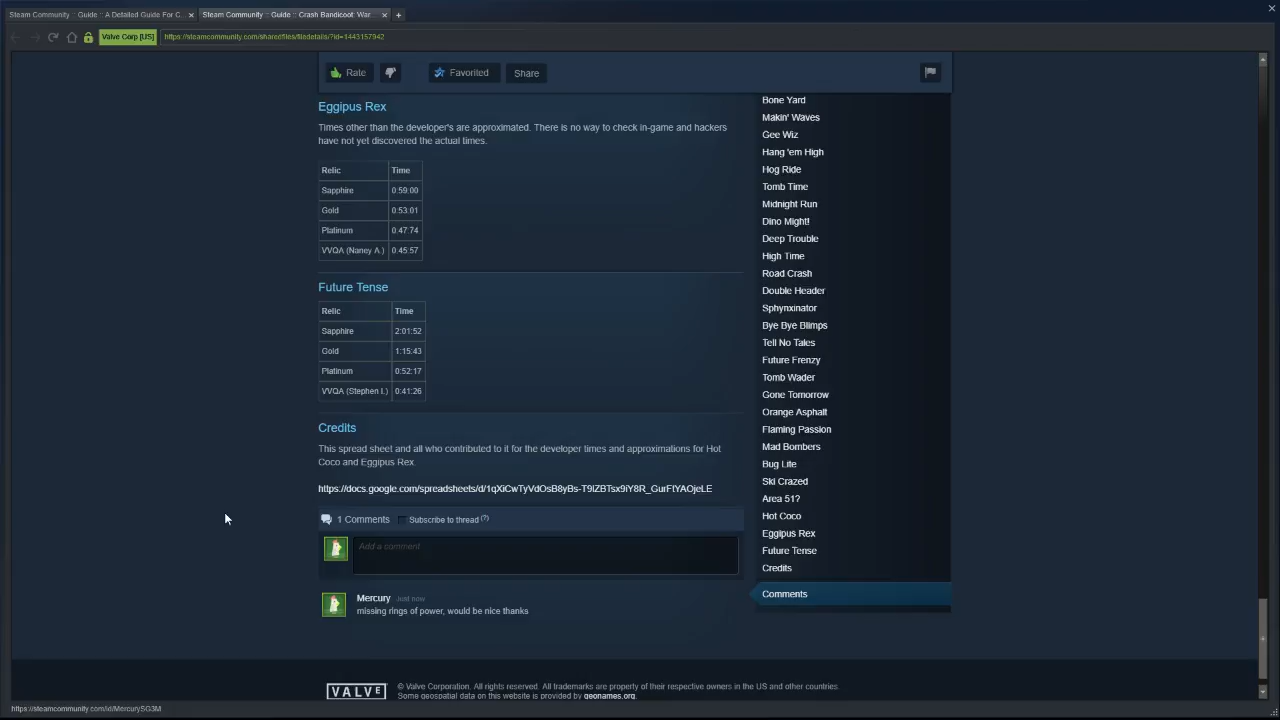 Steam Community :: Guide :: A Detailed Guide For C...
Steam Community :: Guide :: Crash Bandicoot: War...
Valve Corp [US]
https://steamcommunity.com/sharedfiles/filedetails/?id=1443157942
Rate
Favorited
Share
Eggipus Rex
Times other than the developer's are approximated. There is no way to check in-game and hackers
have not yet discovered the actual times.
Relic Time
Sapphire 0:59:00
Gold 0:53:01
Platinum 0:47:74
VVQA (Naney A.) 0:45:57
Future Tense
Relic Time
Sapphire 2:01:52
Gold 1:15:43
Platinum 0:52:17
VVQA (Stephen I.) 0:41:26
Credits
This spread sheet and all who contributed to it for the developer times and approximations for Hot
Coco and Eggipus Rex
https://docs.google.com/spreadsheets/d/1qXiCwTyVdOsB8yBs-T9lZBTsx9iY8R_GurFtYAOjeLE
1 Comments
Subscribe to thread (?)
Add a comment
Mercury Just now
missing rings of power, would be nice thanks
Bone Yard
Makin' Waves
Gee Wiz
Hang 'em High
Hog Ride
Tomb Time
Midnight Run
Dino Might!
Deep Trouble
High Time
Road Crash
Double Header
Sphynxinator
Bye Bye Blimps
Tell No Tales
Future Frenzy
Tomb Wader
Gone Tomorrow
Orange Asphalt
Flaming Passion
Mad Bombers
Bug Lite
Ski Crazed
Area 51?
Hot Coco
Eggipus Rex
Future Tense
Credits
Comments
VALVE
© Valve Corporation. All rights reserved. All trademarks are property of their respective owners in the US and other countries.
Some geospatial data on this website is provided by geonames.org.
https://steamcommunity.com/id/MercurySG3M